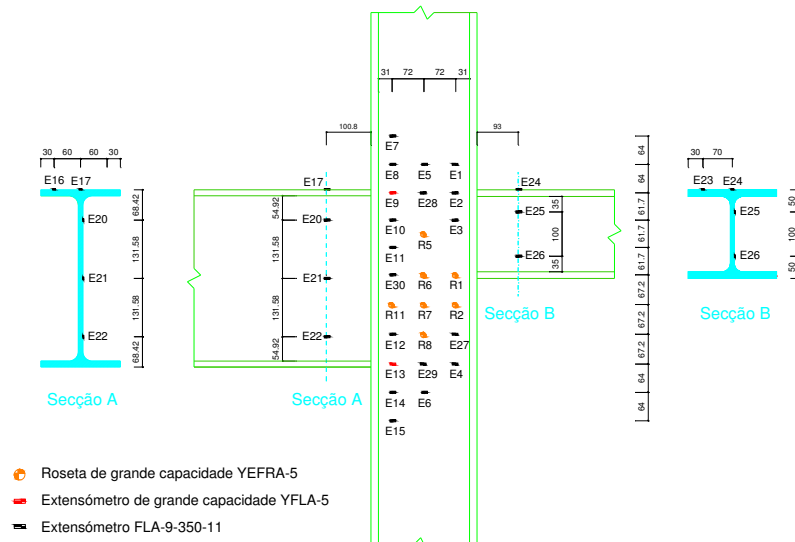 31 72 72 31
100.8 93
E7
E8 E5 E1
E9 E28 E2
E10 E3
R5
E11
E30 R6 R1
R11 R7 R2
E12 R8 E27
E13 E29 E4
E14 E6
E15
30 60 60 30
E16 E17
E20
E21
E22
68.42
131.58
131.58
68.42
Secção A
E17
E20
E21
E22
54.92
131.58
131.58
54.92
Secção A
E24
E25
E26
35
100
35
Secção B
64
64
61.7
61.7
61.7
67.2
67.2
67.2
64
64
30 70
E23 E24
E25
E26
50
100
50
Secção B
Roseta de grande capacidade YEFRA-5
Extensómetro de grande capacidade YFLA-5
Extensómetro FLA-9-350-11